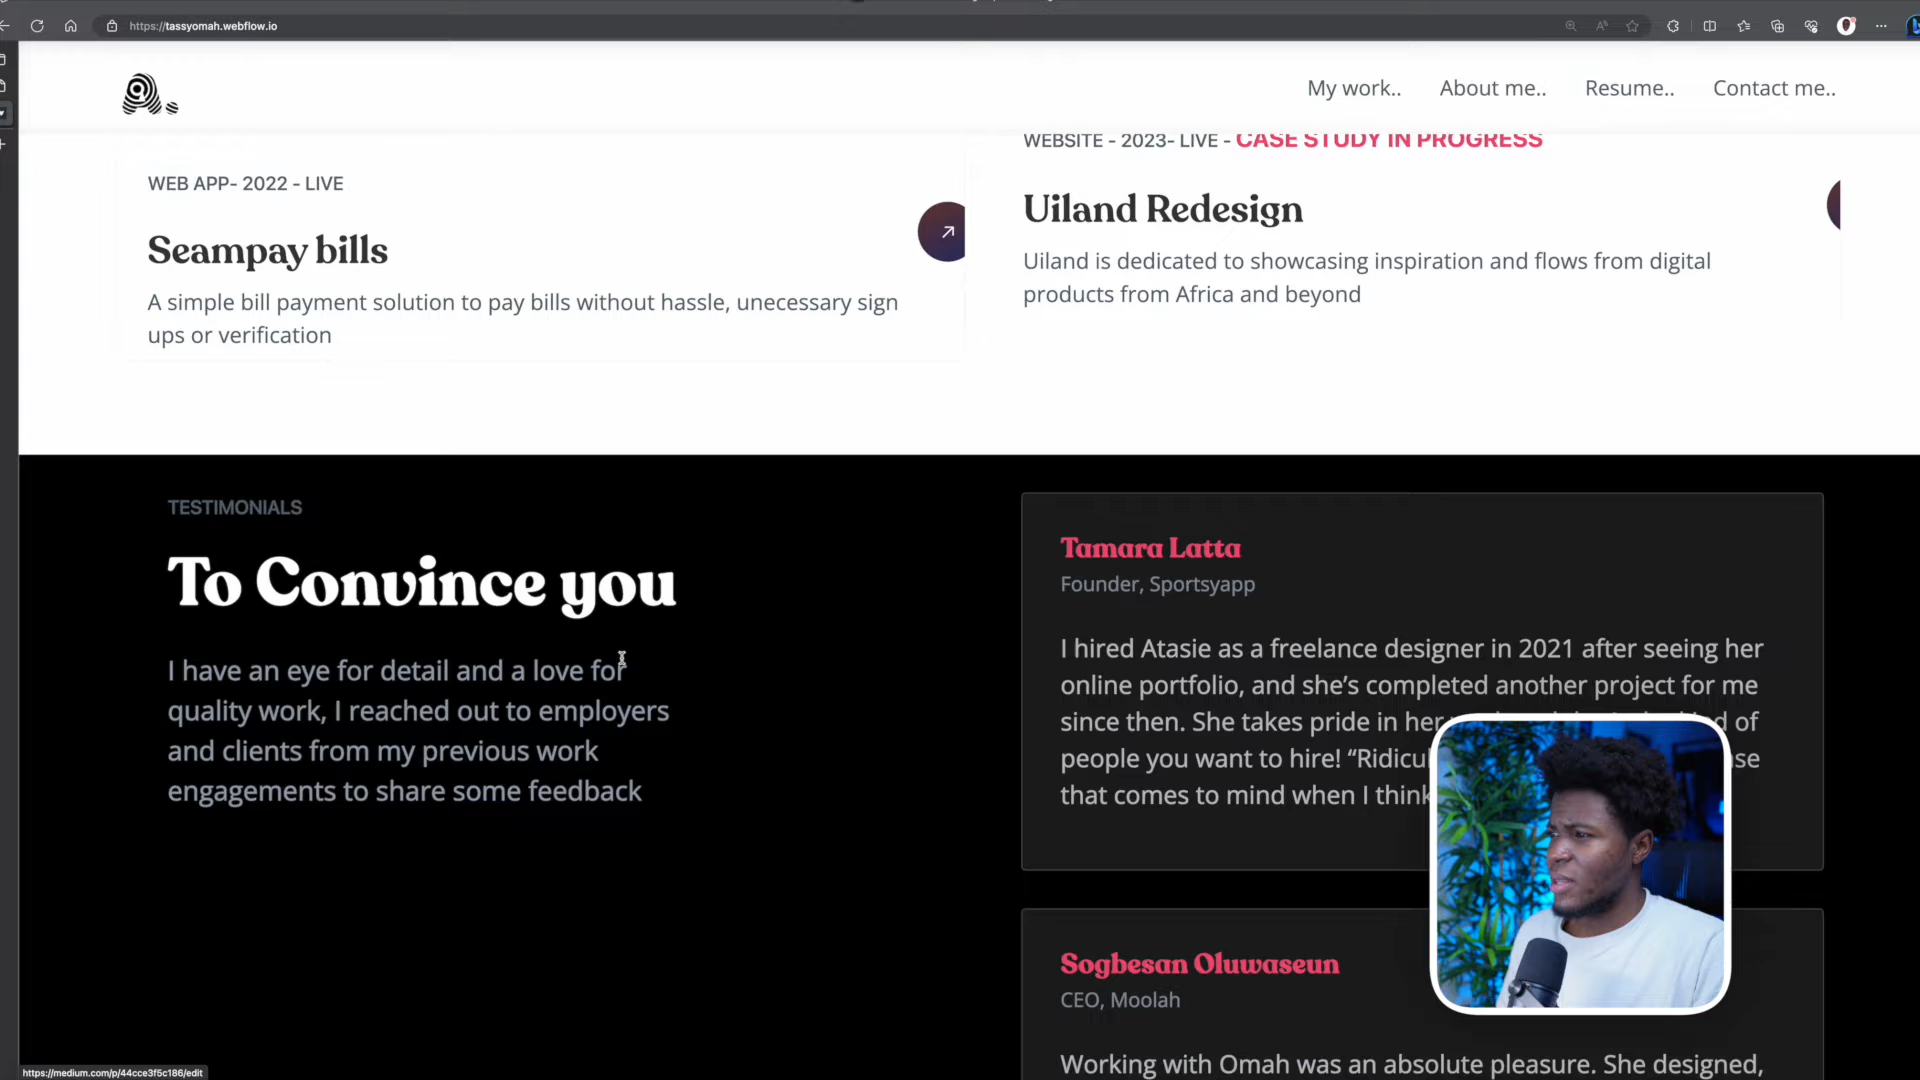 https://tassyomah.webflow.io
My work.. About me.. Resume.. Contact me..
WEB APP- 2022 - LIVE
Seampay bills
A simple bill payment solution to pay bills without hassle, unecessary sign
ups or verification
WEBSITE - 2023- LIVE - CASE STUDY IN PROGRESS
Uiland Redesign
Uiland is dedicated to showcasing inspiration and flows from digital
products from Africa and beyond
TESTIMONIALS
To Convince you
I have an eye for detail and a love for
quality work, I reached out to employers
and clients from my previous work
engagements to share some feedback
Tamara Latta
Founder, Sportsyapp
I hired Atasie as a freelance designer in 2021 after seeing her
online portfolio, and she’s completed another project for me
since then. She takes pride in her of
people you want to hire!
that comes to mind when I think
Sogbesan Oluwaseun
CEO, Moolah
Working with Omah was an absolute pleasure. She designed,
https://medium.com/p/44cce3f5c186/edit